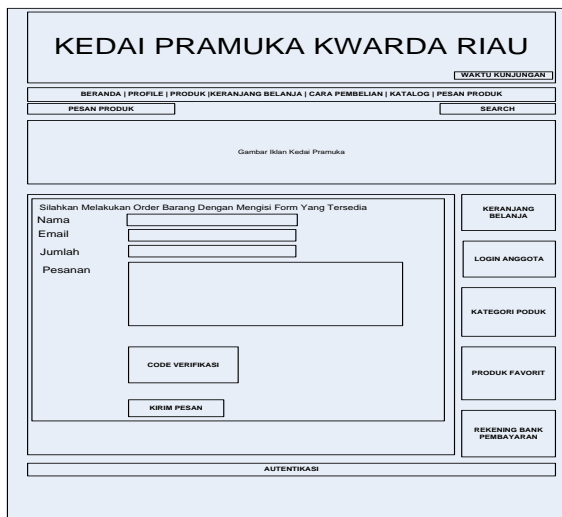 KEDAI PRAMUKA KWARDA RIAU
WAKTU KUNJUNGAN
BERANDA | PROFILE | PRODUK |KERANJANG BELANJA | CARA PEMBELIAN | KATALOG | PESAN PRODUK
PESAN PRODUK
SEARCH
Gambar Iklan Kedai Pramuka
Silahkan Melakukan Order Barang Dengan Mengisi Form Yang Tersedia
Nama
Email
Jumlah
Pesanan
CODE VERIFIKASI
KIRIM PESAN
KERANJANG
BELANJA
LOGIN ANGGOTA
KATEGORI PODUK
PRODUK FAVORIT
REKENING BANK
PEMBAYARAN
AUTENTIKASI